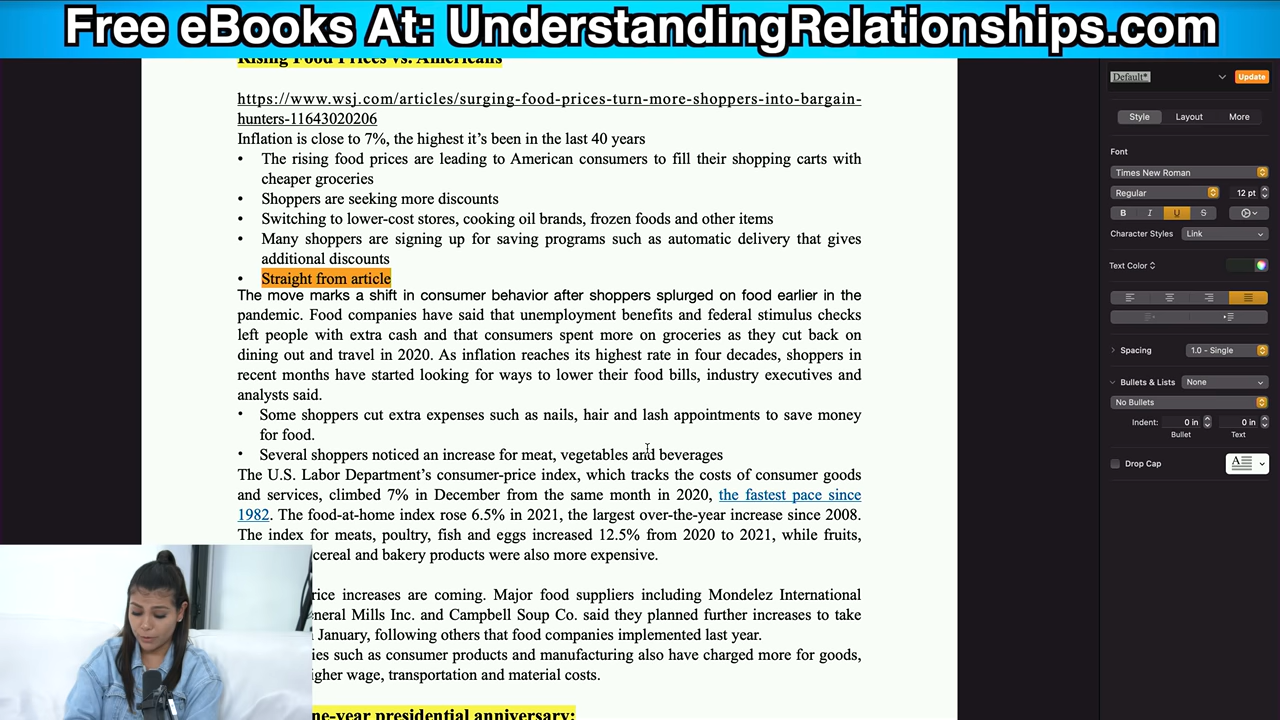 Free eBooks At: UnderstandingRelationships.com
Rising Food Prices vs. Americans
Default*
Update
https://www.wsj.com/articles/surging-food-prices-turn-more-shoppers-into-bargain-
hunters-11643020206
Inflation is close to 7%, the highest it’s been in the last 40 years
• The rising food prices are leading to American consumers to fill their shopping carts with
cheaper groceries
• Shoppers are seeking more discounts
• Switching to lower-cost stores, cooking oil brands, frozen foods and other items
• Many shoppers are signing up for saving programs such as automatic delivery that gives
additional discounts
• Straight from article
The move marks a shift in consumer behavior after shoppers splurged on food earlier in the
pandemic. Food companies have said that unemployment benefits and federal stimulus checks
left people with extra cash and that consumers spent more on groceries as they cut back on
dining out and travel in 2020. As inflation reaches its highest rate in four decades, shoppers in
recent months have started looking for ways to lower their food bills, industry executives and
analysts said.
• Some shoppers cut extra expenses such as nails, hair and lash appointments to save money
for food.
• Several shoppers noticed an increase for meat, vegetables and beverages
The U.S. Labor Department’s consumer-price index, which tracks the costs of consumer goods
and services, climbed 7% in December from the same month in 2020, the fastest pace since
1982. The food-at-home index rose 6.5% in 2021, the largest over-the-year increase since 2008.
The index for meats, poultry, fish and eggs increased 12.5% from 2020 to 2021, while fruits,
cereal and bakery products were also more expensive.
rice increases are coming. Major food suppliers including Mondelez International
neral Mills Inc. and Campbell Soup Co. said they planned further increases to take
January, following others that food companies implemented last year.
ies such as consumer products and manufacturing also have charged more for goods,
igher wage, transportation and material costs.
ne-year presidential anniversary:
Style Layout More
Font
Times New Roman
Regular 12 pt
B I U S
Character Styles Link
Text Color
Spacing 1.0 - Single
Bullets & Lists None
No Bullets
Indent: 0 in 0 in
Bullet Text
Drop Cap